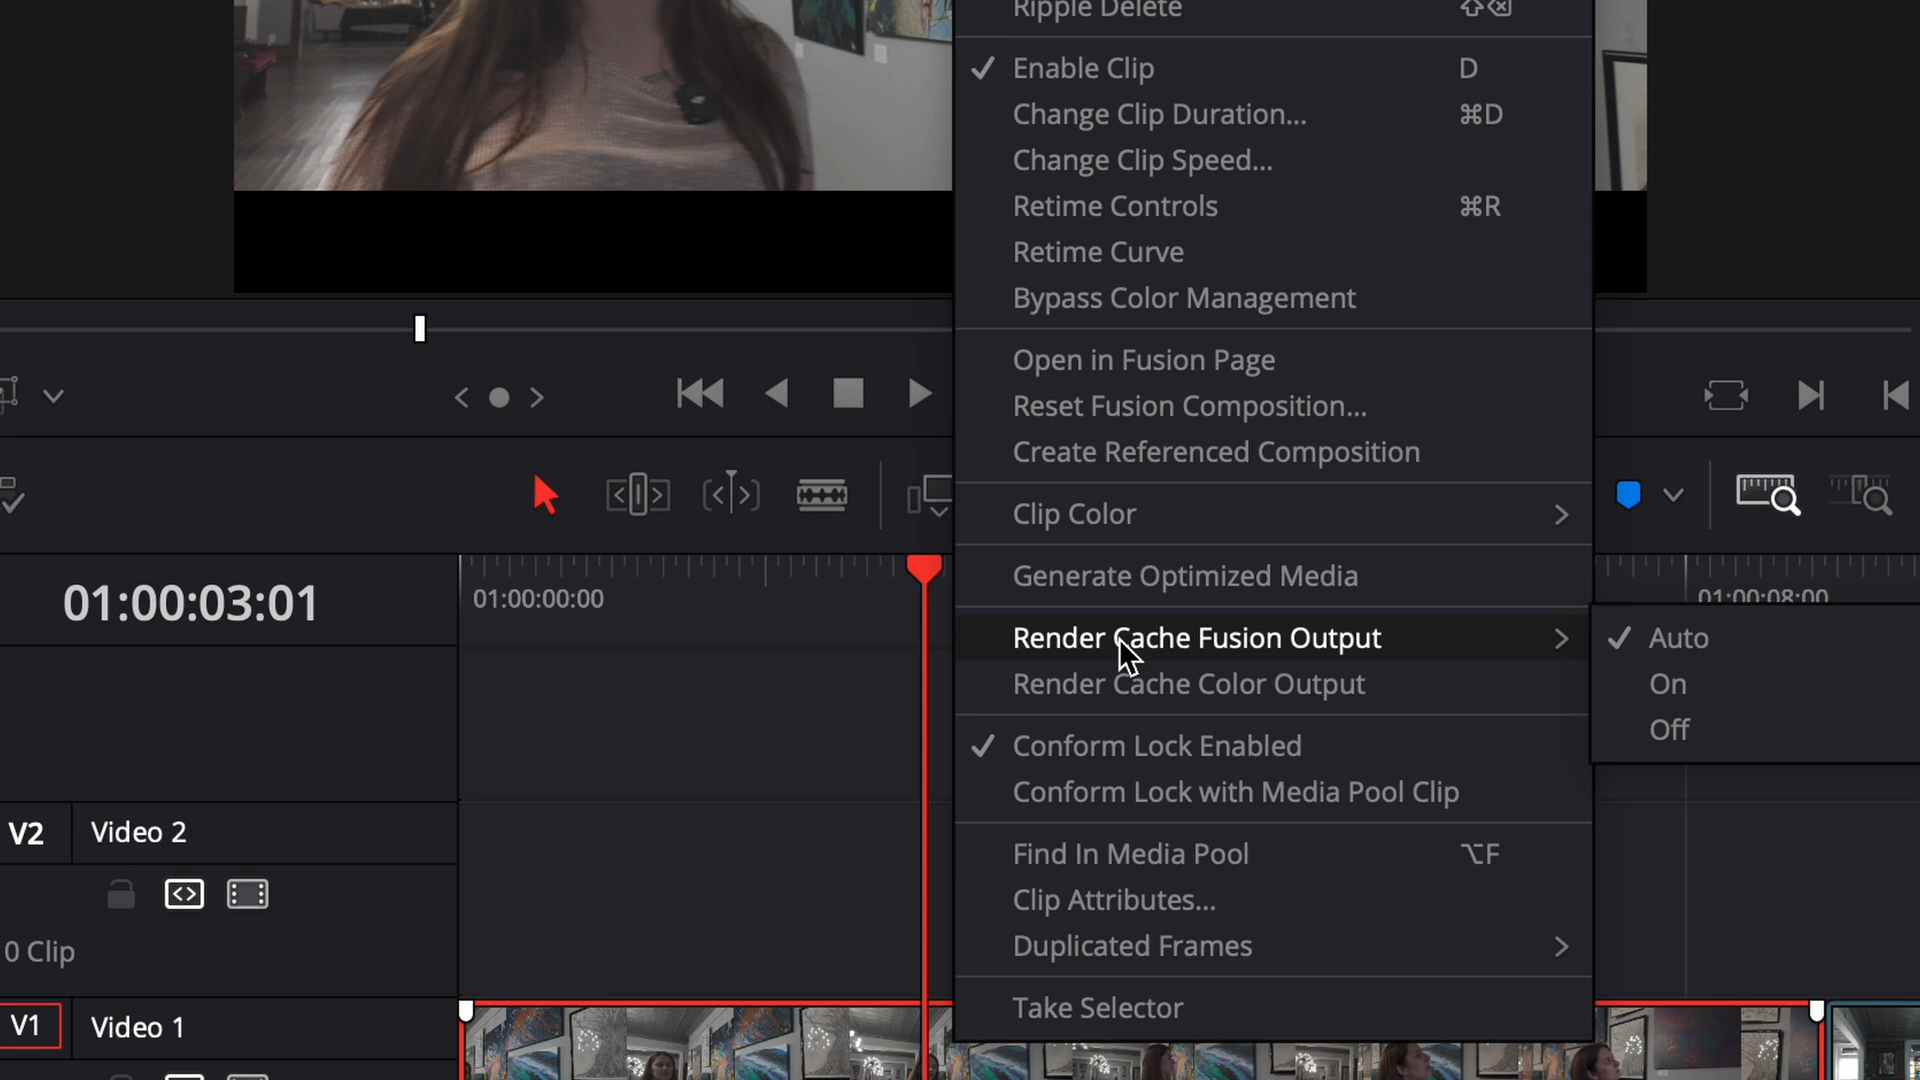 Ripple Delete ⇧⌫
✓ Enable Clip D
Change Clip Duration... ⌘D
Change Clip Speed...
Retime Controls ⌘R
Retime Curve
Bypass Color Management
Open in Fusion Page
Reset Fusion Composition...
Create Referenced Composition
Clip Color >
Generate Optimized Media
Render Cache Fusion Output >
Render Cache Color Output
✓ Conform Lock Enabled
Conform Lock with Media Pool Clip
Find In Media Pool ⌥F
Clip Attributes...
Duplicated Frames >
Take Selector
✓ Auto
On
Off
01:00:03:01
01:00:00:00
01:00:08:00
V2 Video 2
0 Clip
V1 Video 1